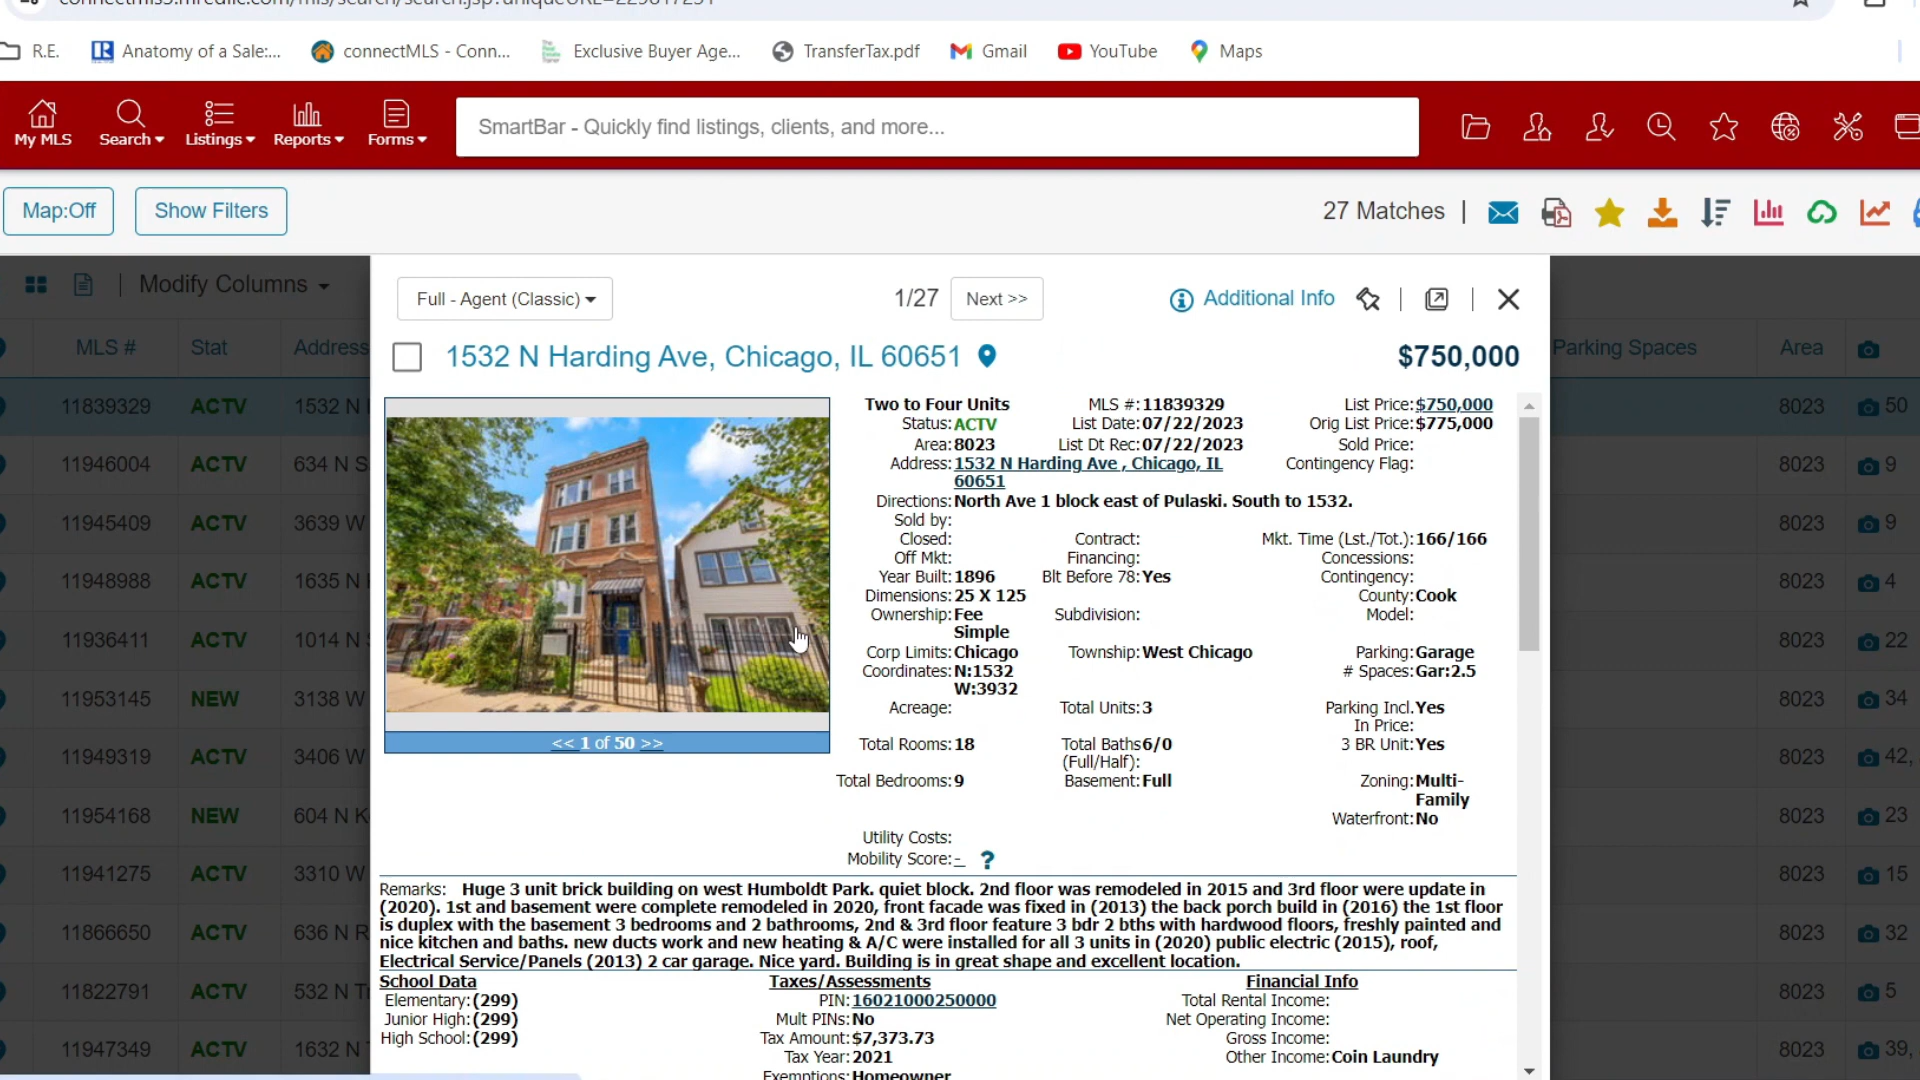 R.E.
Anatomy of a Sale:...
connectMLS - Conn...
Exclusive Buyer Age...
TransferTax.pdf
Gmail
YouTube
Maps
My MLS
Search
Listings
Reports
Forms
SmartBar - Quickly find listings, clients, and more...
Map:Off
Show Filters
27 Matches |
Modify Columns
Full - Agent (Classic)
1/27
Next >>
Additional Info
MLS #
Stat
Address
Parking Spaces
Area
1532 N Harding Ave, Chicago, IL 60651
$750,000
11839329 ACTV 1532 N 8023 50
11946004 ACTV 634 N S 8023 9
11945409 ACTV 3639 W 8023 9
11948988 ACTV 1635 N 8023 4
11936411 ACTV 1014 N 8023 22
11953145 NEW 3138 W 8023 34
11949319 ACTV 3406 W 8023 42,
11954168 NEW 604 N K 8023 23
11941275 ACTV 3310 W 8023 15
11866650 ACTV 636 N R 8023 32
11822791 ACTV 532 N T 8023 5
11947349 ACTV 1632 N 8023 39,
<< 1 of 50 >>
Two to Four Units MLS #:11839329 List Price:$750,000
Status:ACTV List Date:07/22/2023 Orig List Price:$775,000
Area:8023 List Dt Rec:07/22/2023 Sold Price:
Address:1532 N Harding Ave , Chicago, IL Contingency Flag:
60651
Directions:North Ave 1 block east of Pulaski. South to 1532.
Sold by:
Closed: Contract: Mkt. Time (Lst./Tot.):166/166
Off Mkt: Financing: Concessions:
Year Built:1896 Blt Before 78:Yes Contingency:
Dimensions:25 X 125 County:Cook
Ownership:Fee Subdivision: Model:
Simple
Corp Limits:Chicago Township:West Chicago Parking:Garage
Coordinates:N:1532 # Spaces:Gar:2.5
W:3932
Acreage: Total Units:3 Parking Incl.Yes
In Price:
Total Rooms:18 Total Baths6/0 3 BR Unit:Yes
(Full/Half):
Total Bedrooms:9 Basement:Full Zoning:Multi-
Family
Waterfront:No
Utility Costs:
Mobility Score:- ?
Remarks: Huge 3 unit brick building on west Humboldt Park. quiet block. 2nd floor was remodeled in 2015 and 3rd floor were update in
(2020). 1st and basement were complete remodeled in 2020, front facade was fixed in (2013) the back porch build in (2016) the 1st floor
is duplex with the basement 3 bedrooms and 2 bathrooms, 2nd & 3rd floor feature 3 bdr 2 bths with hardwood floors, freshly painted and
nice kitchen and baths. new ducts work and new heating & A/C were installed for all 3 units in (2020) public electric (2015), roof,
Electrical Service/Panels (2013) 2 car garage. Nice yard. Building is in great shape and excellent location.
School Data Taxes/Assessments Financial Info
Elementary:(299) PIN:16021000250000 Total Rental Income:
Junior High:(299) Mult PINs:No Net Operating Income:
High School:(299) Tax Amount:$7,373.73 Gross Income:
Tax Year:2021 Other Income:Coin Laundry
Exemptions:Homeowner